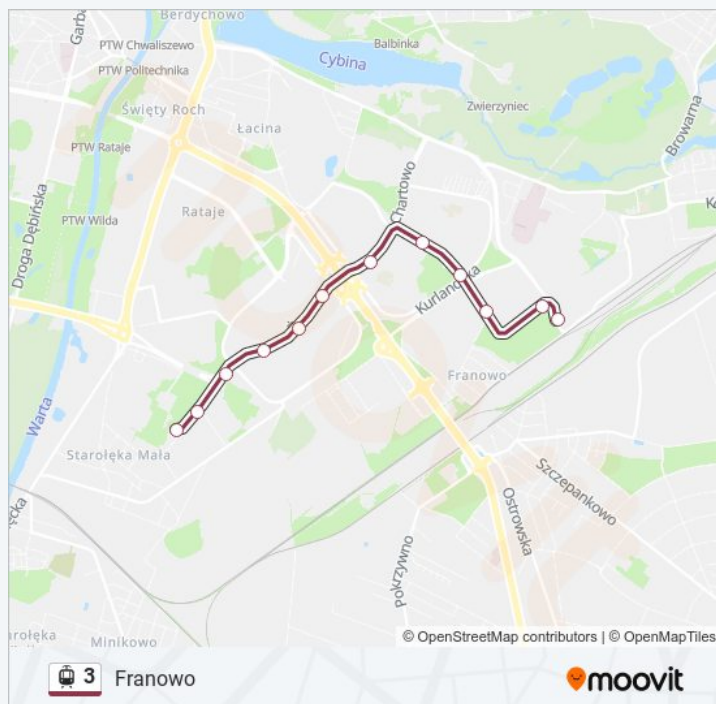 Berdychowo
Garba
PTW Chwaliszewo
Balbinka
Cybina
PTW Politechnika
Święty Roch
Zwierzyniec
Browarna
Łacina
PTW Rataje
Chartowo
Droga Dębińska
Rataje
PTW Wilda
Kurlandzka
Franowo
Warta
Starołęka Mała
Szczepankowo
Ostrowska
Pokrzywno
Minikowo
© OpenStreetMap contributors | © OpenMapTiles
3 Franowo
moovit